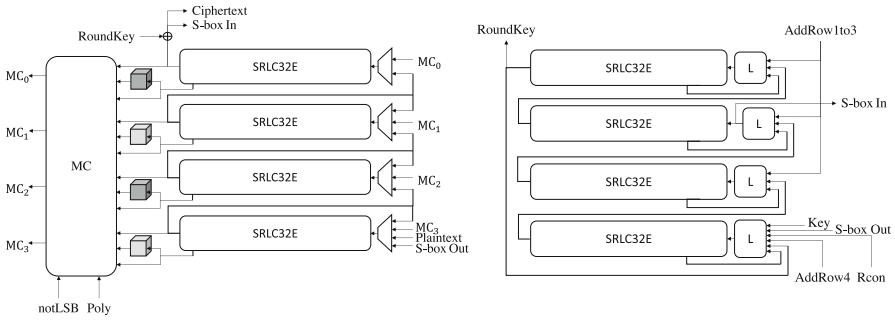 Ciphertext
S-box In
RoundKey
SRLC32E
MC₀
MC₀
SRLC32E
MC₁
MC₁
MC
SRLC32E
MC₂
MC₂
SRLC32E
MC₃
Plaintext
S-box Out
MC₃
notLSB Poly
RoundKey
AddRow1to3
SRLC32E
L
S-box In
SRLC32E
L
SRLC32E
L
SRLC32E
L
Key
S-box Out
AddRow4 Rcon